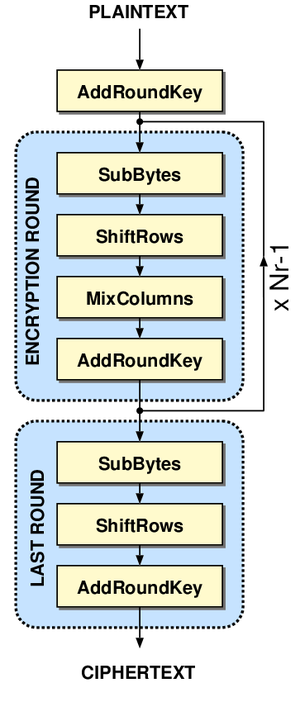 PLAINTEXT
AddRoundKey
ENCRYPTION ROUND
SubBytes
ShiftRows
MixColumns
AddRoundKey
x Nr-1
LAST ROUND
SubBytes
ShiftRows
AddRoundKey
CIPHERTEXT